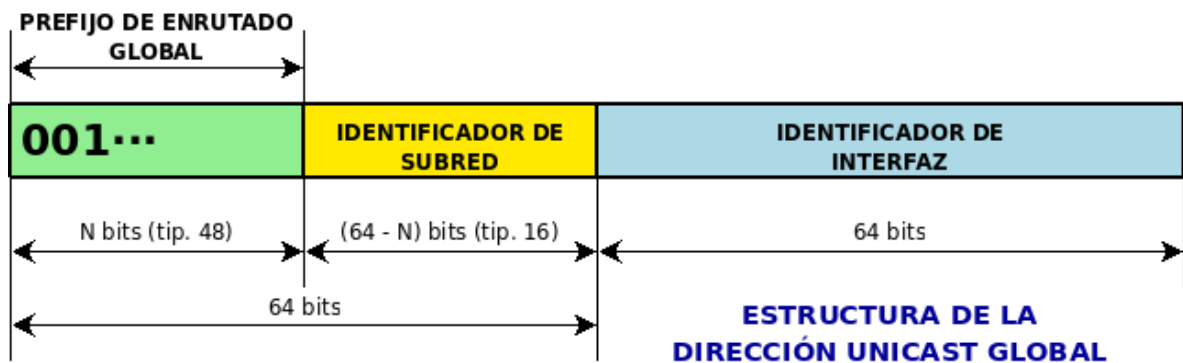 PREFIJO DE ENRUTADO
GLOBAL
001···
IDENTIFICADOR DE
SUBRED
IDENTIFICADOR DE
INTERFAZ
N bits (tip. 48)
(64 - N) bits (tip. 16)
64 bits
64 bits
ESTRUCTURA DE LA
DIRECCIÓN UNICAST GLOBAL